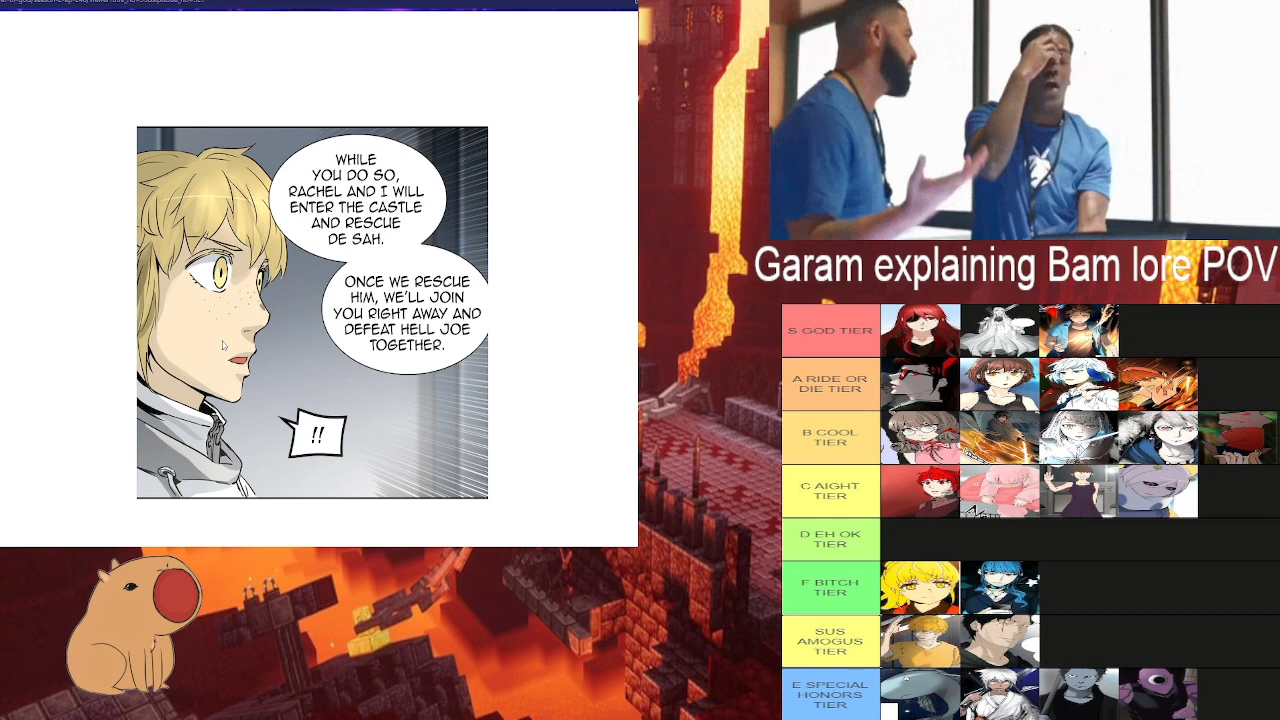 WHILE
YOU DO SO,
RACHEL AND I WILL
ENTER THE CASTLE
AND RESCUE
DE SAH.
ONCE WE RESCUE
HIM, WE'LL JOIN
YOU RIGHT AWAY AND
DEFEAT HELL JOE
TOGETHER.
!!
Garam explaining Bam lore POV
S GOD TIER
A RIDE OR
DIE TIER
B COOL
TIER
C AIGHT
TIER
D EH OK
TIER
F BITCH
TIER
SUS
AMOGUS
TIER
E SPECIAL
HONORS
TIER